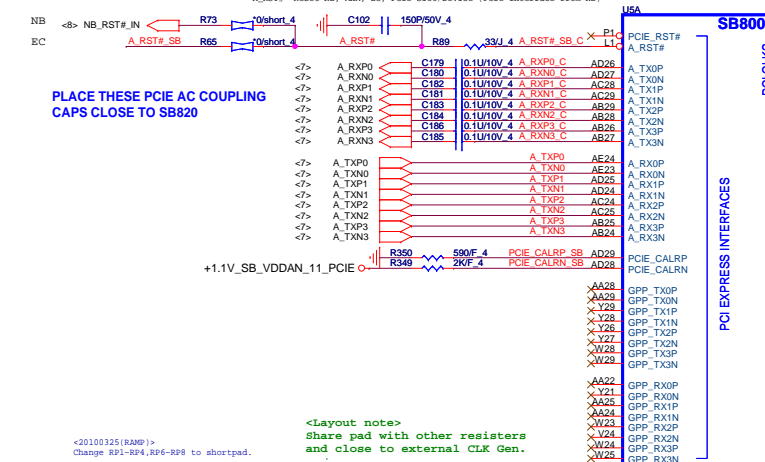 U5A
SB800
NB <8> NB_RST#_IN R73 *0/short_4 C102 150P/50V_4 P1 PCIE_RST#
EC A_RST#_SB R65 *0/short_4 A_RST# R89 33/J_4 A_RST#_SB_C L1 A_RST#
<7> A_RXP0 C179 0.1U/10V_4 A_RXP0_C AD26 A_TX0P
<7> A_RXN0 C180 0.1U/10V_4 A_RXN0_C AD27 A_TX0N
<7> A_RXP1 C182 0.1U/10V_4 A_RXP1_C AC28 A_TX1P
<7> A_RXN1 C181 0.1U/10V_4 A_RXN1_C AC29 A_TX1N
<7> A_RXP2 C183 0.1U/10V_4 A_RXP2_C AB29 A_TX2P
<7> A_RXN2 C184 0.1U/10V_4 A_RXN2_C AB28 A_TX2N
<7> A_RXP3 C186 0.1U/10V_4 A_RXP3_C AB26 A_TX3P
<7> A_RXN3 C185 0.1U/10V_4 A_RXN3_C AB27 A_TX3N
PLACE THESE PCIE AC COUPLING
CAPS CLOSE TO SB820
<7> A_TXP0 A_TXP0 AE24 A_RX0P
<7> A_TXN0 A_TXN0 AE23 A_RX0N
<7> A_TXP1 A_TXP1 AD25 A_RX1P
<7> A_TXN1 A_TXN1 AD24 A_RX1N
<7> A_TXP2 A_TXP2 AC24 A_RX2P
<7> A_TXN2 A_TXN2 AC25 A_RX2N
<7> A_TXP3 A_TXP3 AB25 A_RX3P
<7> A_TXN3 A_TXN3 AB24 A_RX3N
R350 590/F_4 PCIE_CALRP_SB AD29 PCIE_CALRP
+1.1V_SB_VDDAN_11_PCIE R349 2K/F_4 PCIE_CALRN_SB AD28 PCIE_CALRN
AA28 GPP_TX0P
AA29 GPP_TX0N
Y29 GPP_TX1P
Y28 GPP_TX1N
Y26 GPP_TX2P
Y27 GPP_TX2N
W28 GPP_TX3P
W29 GPP_TX3N
AA22 GPP_RX0P
Y21 GPP_RX0N
AA25 GPP_RX1P
AA24 GPP_RX1N
W23 GPP_RX2P
V24 GPP_RX2N
W24 GPP_RX3P
W25 GPP_RX3N
PCI EXPRESS INTERFACES
<Layout note>
Share pad with other resisters
and close to external CLK Gen.
<20100325(RAMP)>
Change RP1-RP4,RP6-RP8 to shortpad.